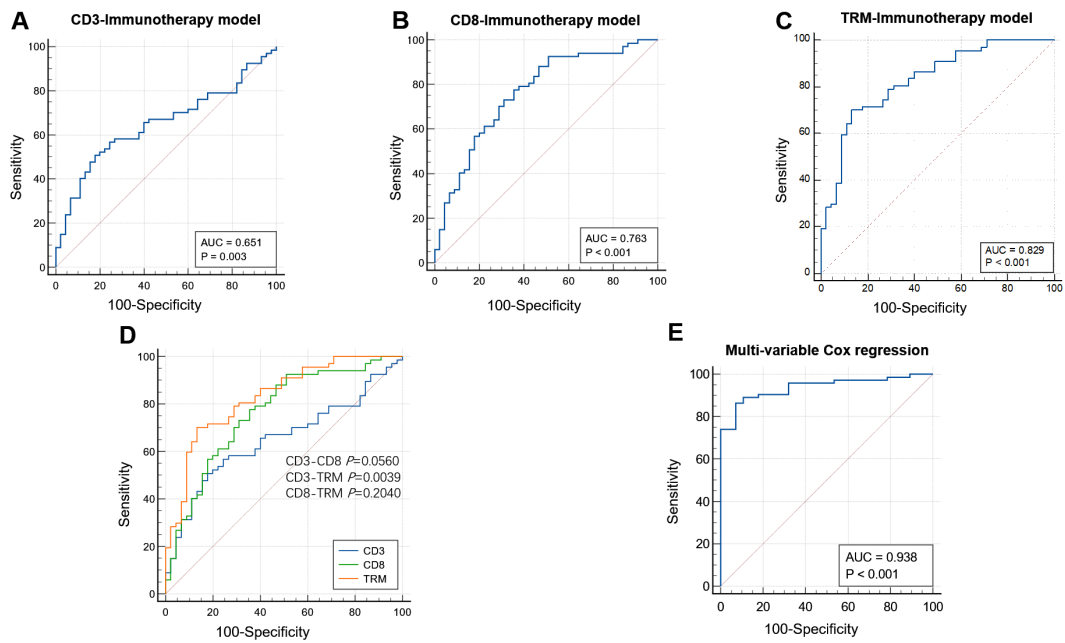 A
CD3-Immunotherapy model
100
80
60
40
20
0
Sensitivity
AUC = 0.651
P = 0.003
0 20 40 60 80 100
100-Specificity
B
CD8-Immunotherapy model
100
80
60
40
20
0
Sensitivity
AUC = 0.763
P < 0.001
0 20 40 60 80 100
100-Specificity
C
TRM-Immunotherapy model
100
80
60
40
20
0
Sensitivity
AUC = 0.829
P < 0.001
0 20 40 60 80 100
100-Specificity
D
100
80
60
40
20
0
Sensitivity
CD3-CD8 P=0.0560
CD3-TRM P=0.0039
CD8-TRM P=0.2040
CD3
CD8
TRM
0 20 40 60 80 100
100-Specificity
E
Multi-variable Cox regression
100
80
60
40
20
0
Sensitivity
AUC = 0.938
P < 0.001
0 20 40 60 80 100
100-Specificity